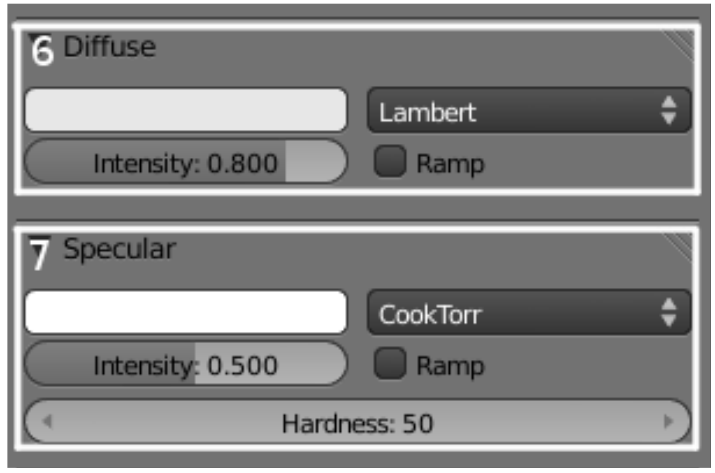 6 Diffuse
Lambert
Intensity: 0.800 Ramp
7 Specular
CookTorr
Intensity: 0.500 Ramp
Hardness: 50